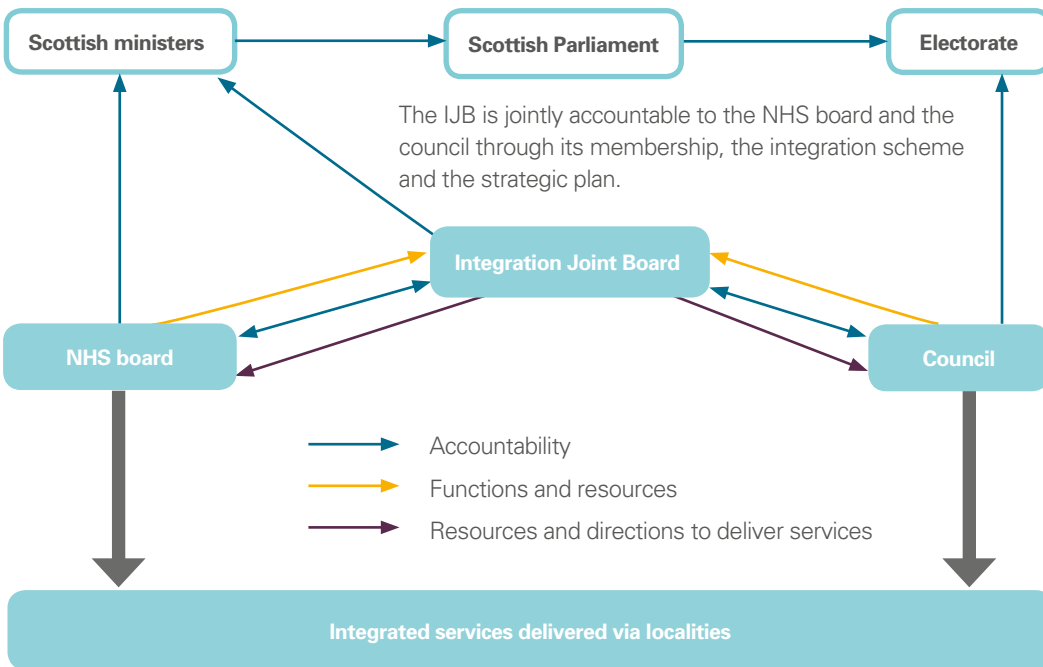 Scottish ministers
Scottish Parliament
Electorate
The IJB is jointly accountable to the NHS board and the
council through its membership, the integration scheme
and the strategic plan.
Integration Joint Board
NHS board
Council
Accountability
Functions and resources
Resources and directions to deliver services
Integrated services delivered via localities